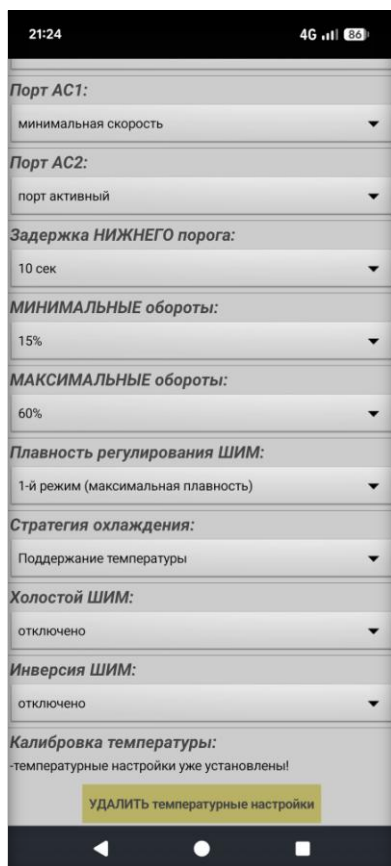 21:24
4G 86
Порт АС1:
минимальная скорость
Порт АС2:
порт активный
Задержка НИЖНЕГО порога:
10 сек
МИНИМАЛЬНЫЕ обороты:
15%
МАКСИМАЛЬНЫЕ обороты:
60%
Плавность регулирования ШИМ:
1-й режим (максимальная плавность)
Стратегия охлаждения:
Поддержание температуры
Холостой ШИМ:
отключено
Инверсия ШИМ:
отключено
Калибровка температуры:
-температурные настройки уже установлены!
УДАЛИТЬ температурные настройки